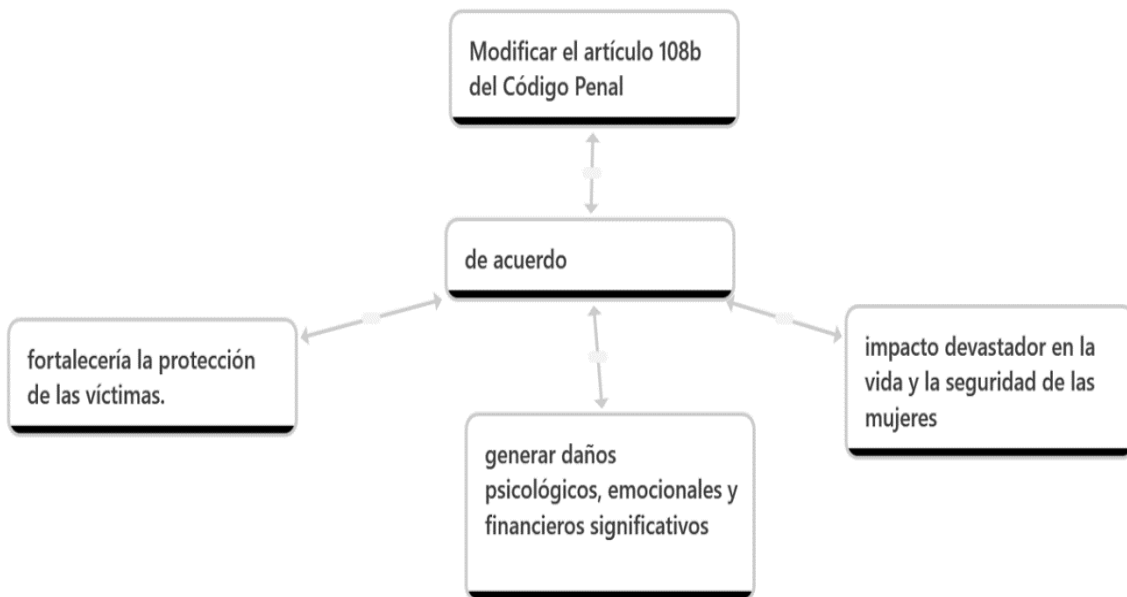 Modificar el artículo 108b
del Código Penal
de acuerdo
fortalecería la protección
de las víctimas.
generar daños
psicológicos, emocionales y
financieros significativos
impacto devastador en la
vida y la seguridad de las
mujeres